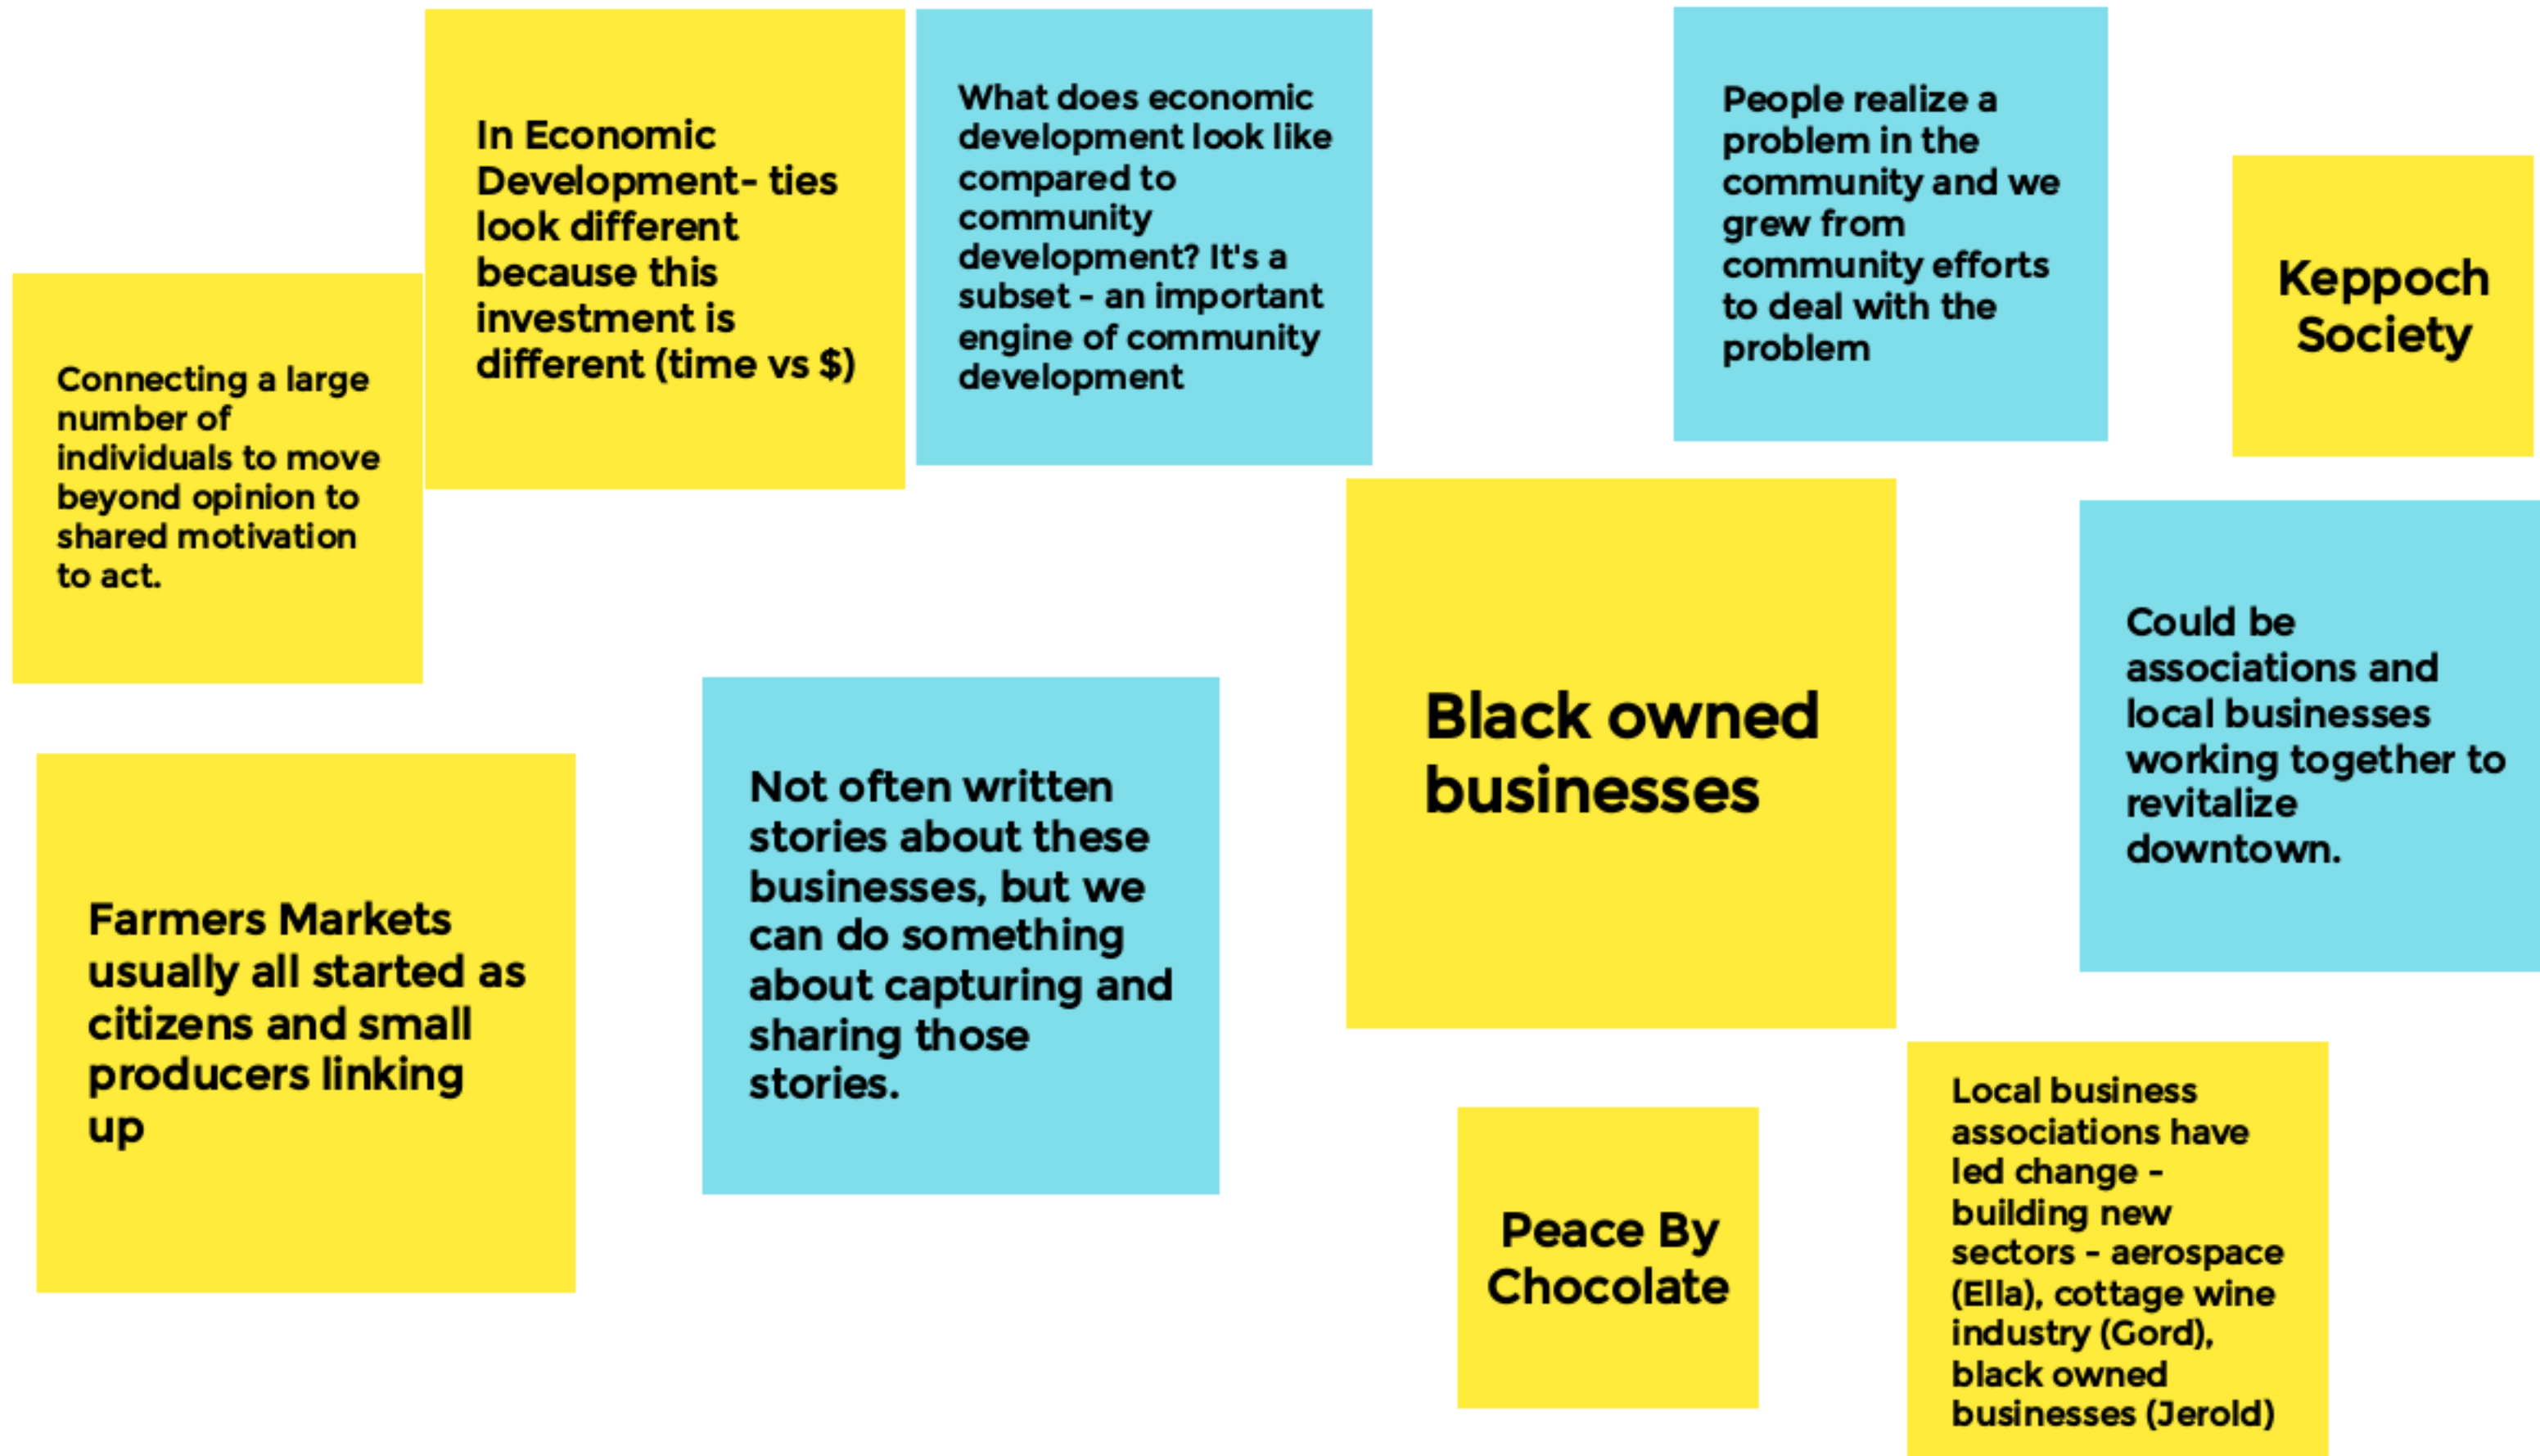 In Economic
Development- ties
look different
because this
investment is
different (time vs $)
What does economic
development look like
compared to
community
development? It's a
subset - an important
engine of community
development
People realize a
problem in the
community and we
grew from
community efforts
to deal with the
problem
Keppoch
Society
Connecting a large
number of
individuals to move
beyond opinion to
shared motivation
to act.
Black owned
businesses
Could be
associations and
local businesses
working together to
revitalize
downtown.
Farmers Markets
usually all started as
citizens and small
producers linking
up
Not often written
stories about these
businesses, but we
can do something
about capturing and
sharing those
stories.
Peace By
Chocolate
Local business
associations have
led change -
building new
sectors - aerospace
(Ella), cottage wine
industry (Gord),
black owned
businesses (Jerold)